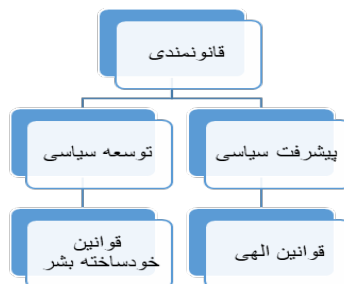 قانونمندی
پیشرفت سیاسی
توسعه سیاسی
قوانین الهی
قوانین
خودساخته بشر